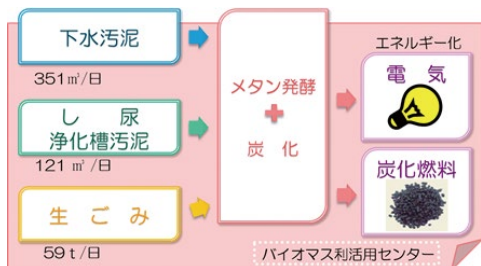 下水汚泥
351㎥/日
し　尿
浄化槽汚泥
121 ㎥/日
生　ご　み
59ｔ/日
メタン発酵
＋
炭　化
エネルギー化
電　気
炭化燃料
バイオマス利活用センター